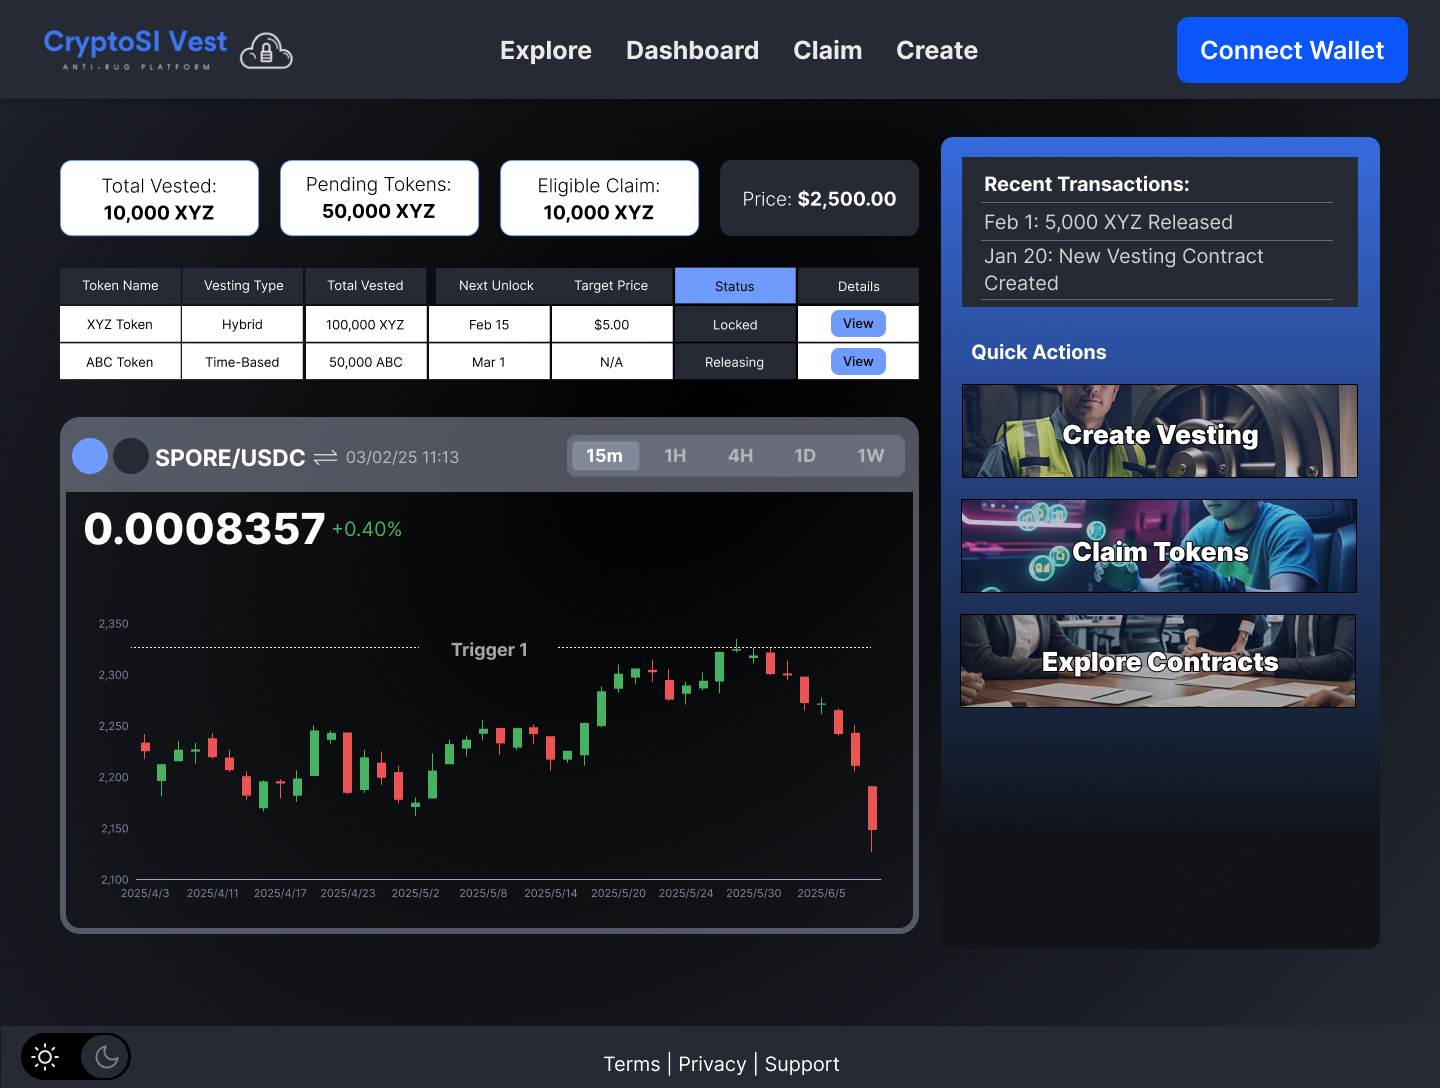 CryptoSI Vest
ANTI-RUG PLATFORM
Explore Dashboard Claim Create
Connect Wallet
Total Vested:
10,000 XYZ
Pending Tokens:
50,000 XYZ
Eligible Claim:
10,000 XYZ
Price: $2,500.00
Token Name Vesting Type Total Vested Next Unlock Target Price Status Details
XYZ Token Hybrid 100,000 XYZ Feb 15 $5.00 Locked View
ABC Token Time-Based 50,000 ABC Mar 1 N/A Releasing View
SPORE/USDC 03/02/25 11:13
15m 1H 4H 1D 1W
0.0008357 +0.40%
2,350
Trigger 1
2,300
2,250
2,200
2,150
2,100
2025/4/3 2025/4/11 2025/4/17 2025/4/23 2025/5/2 2025/5/8 2025/5/14 2025/5/20 2025/5/24 2025/5/30 2025/6/5
Recent Transactions:
Feb 1: 5,000 XYZ Released
Jan 20: New Vesting Contract
Created
Quick Actions
Create Vesting
Claim Tokens
Explore Contracts
Terms | Privacy | Support